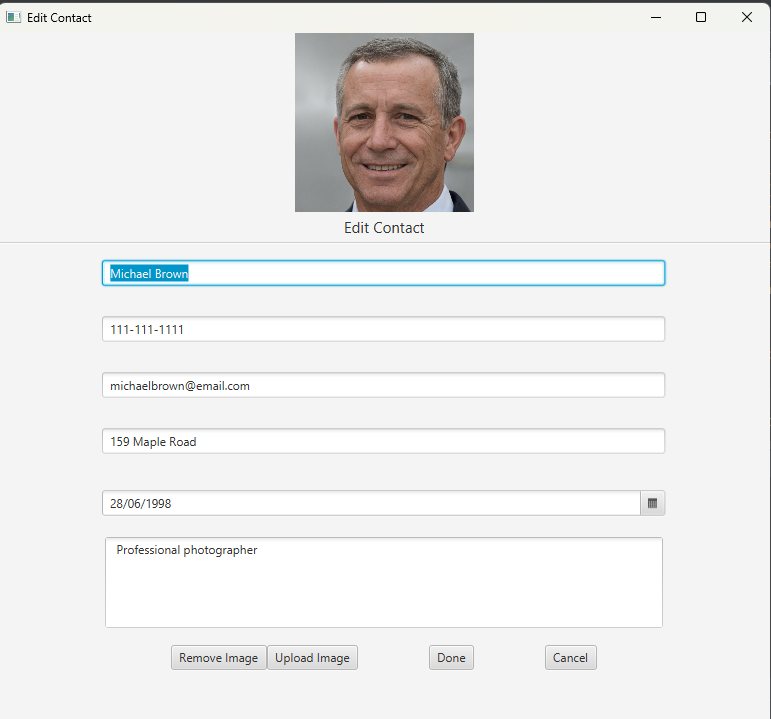 Edit Contact
Edit Contact
Michael Brown
111-111-1111
michaelbrown@email.com
159 Maple Road
28/06/1998
Professional photographer
Remove Image Upload Image Done Cancel